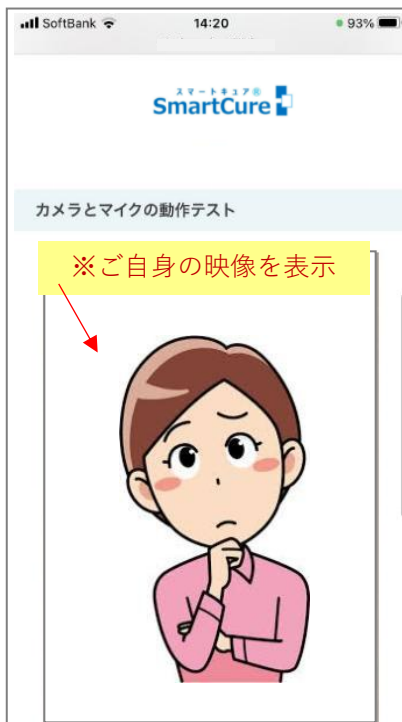 SoftBank 14:20 93%
スマートキュア®
SmartCure
カメラとマイクの動作テスト
※ご自身の映像を表示